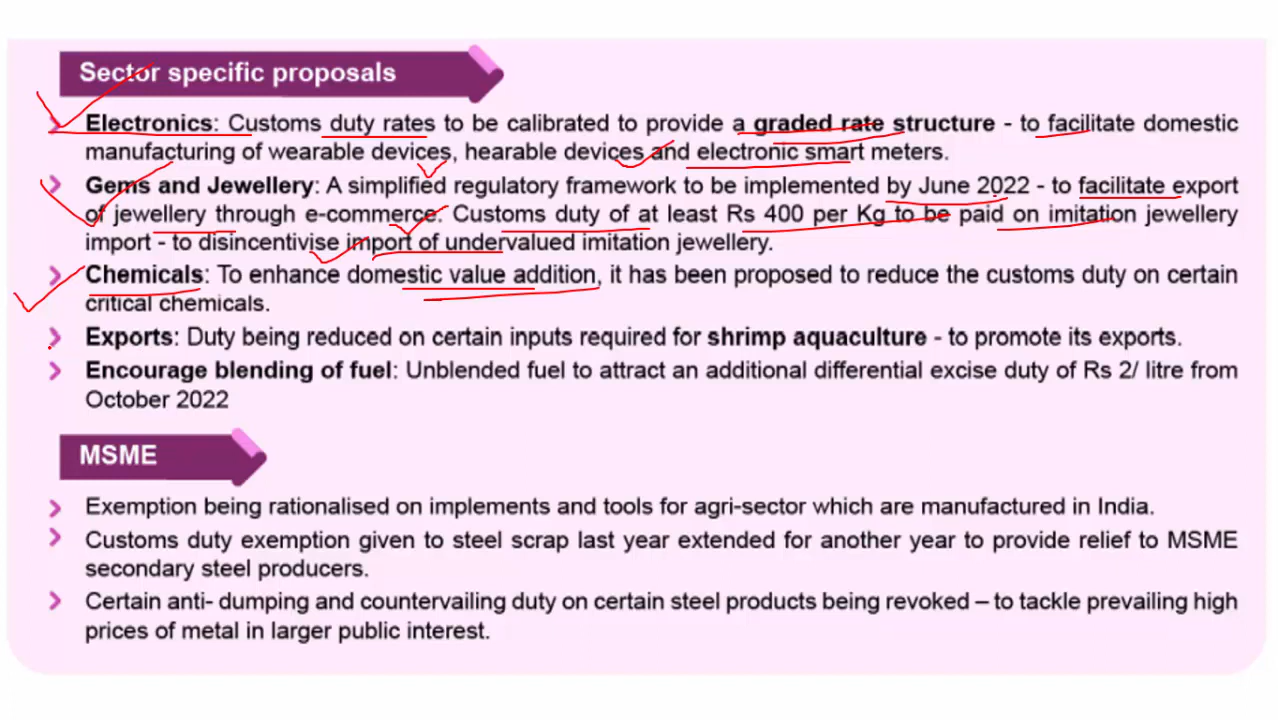 Sector specific proposals
Electronics: Customs duty rates to be calibrated to provide a graded rate structure - to facilitate domestic
manufacturing of wearable devices, hearable devices and electronic smart meters.
Gems and Jewellery: A simplified regulatory framework to be implemented by June 2022 - to facilitate export
of jewellery through e-commerce. Customs duty of at least Rs 400 per Kg to be paid on imitation jewellery
import - to disincentivise import of undervalued imitation jewellery.
Chemicals: To enhance domestic value addition, it has been proposed to reduce the customs duty on certain
critical chemicals.
Exports: Duty being reduced on certain inputs required for shrimp aquaculture - to promote its exports.
Encourage blending of fuel: Unblended fuel to attract an additional differential excise duty of Rs 2/ litre from
October 2022
MSME
Exemption being rationalised on implements and tools for agri-sector which are manufactured in India.
Customs duty exemption given to steel scrap last year extended for another year to provide relief to MSME
secondary steel producers.
Certain anti- dumping and countervailing duty on certain steel products being revoked – to tackle prevailing high
prices of metal in larger public interest.